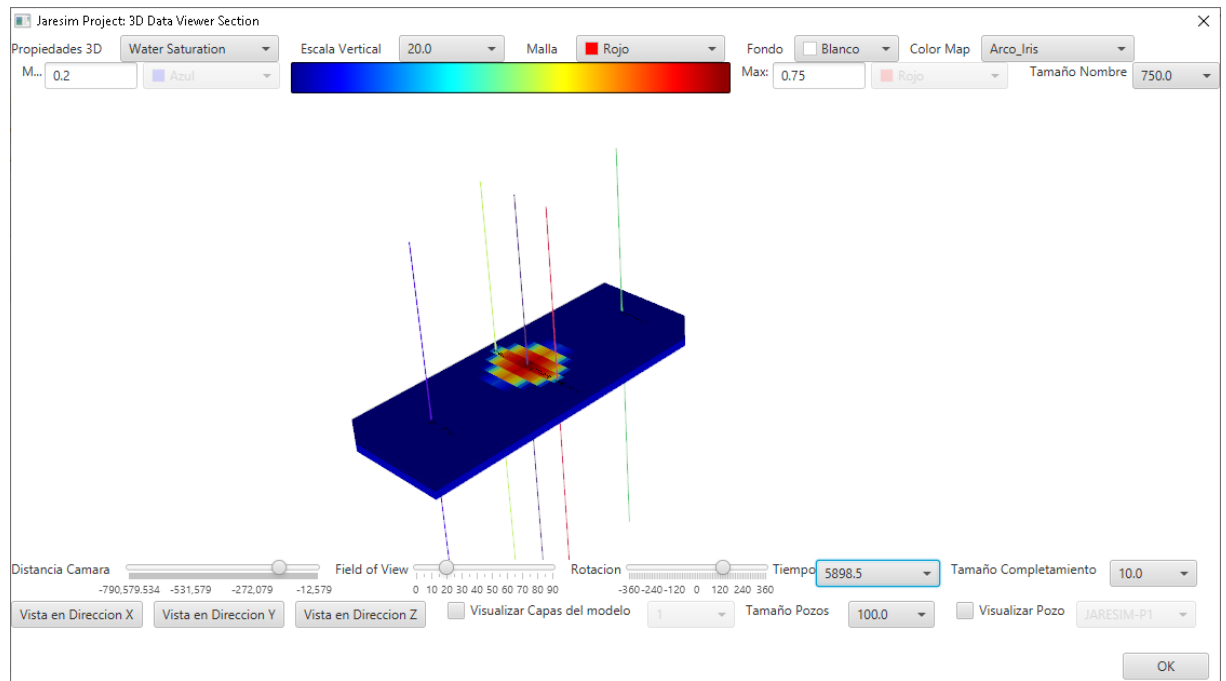 Jaresim Project: 3D Data Viewer Section
Propiedades 3D Water Saturation Escala Vertical 20.0 Malla Rojo Fondo Blanco Color Map Arco_Iris
M... 0.2 Azul Max: 0.75 Rojo Tamaño Nombre 750.0
Distancia Camara Field of View Rotacion Tiempo 5898.5 Tamaño Completamiento 10.0
-790,579.534 -531,579 -272,079 -12,579 0 10 20 30 40 50 60 70 80 90 -360 -240 -120 0 120 240 360
Vista en Direccion X Vista en Direccion Y Vista en Direccion Z Visualizar Capas del modelo 1 Tamaño Pozos 100.0 Visualizar Pozo JARESIM-P1
OK